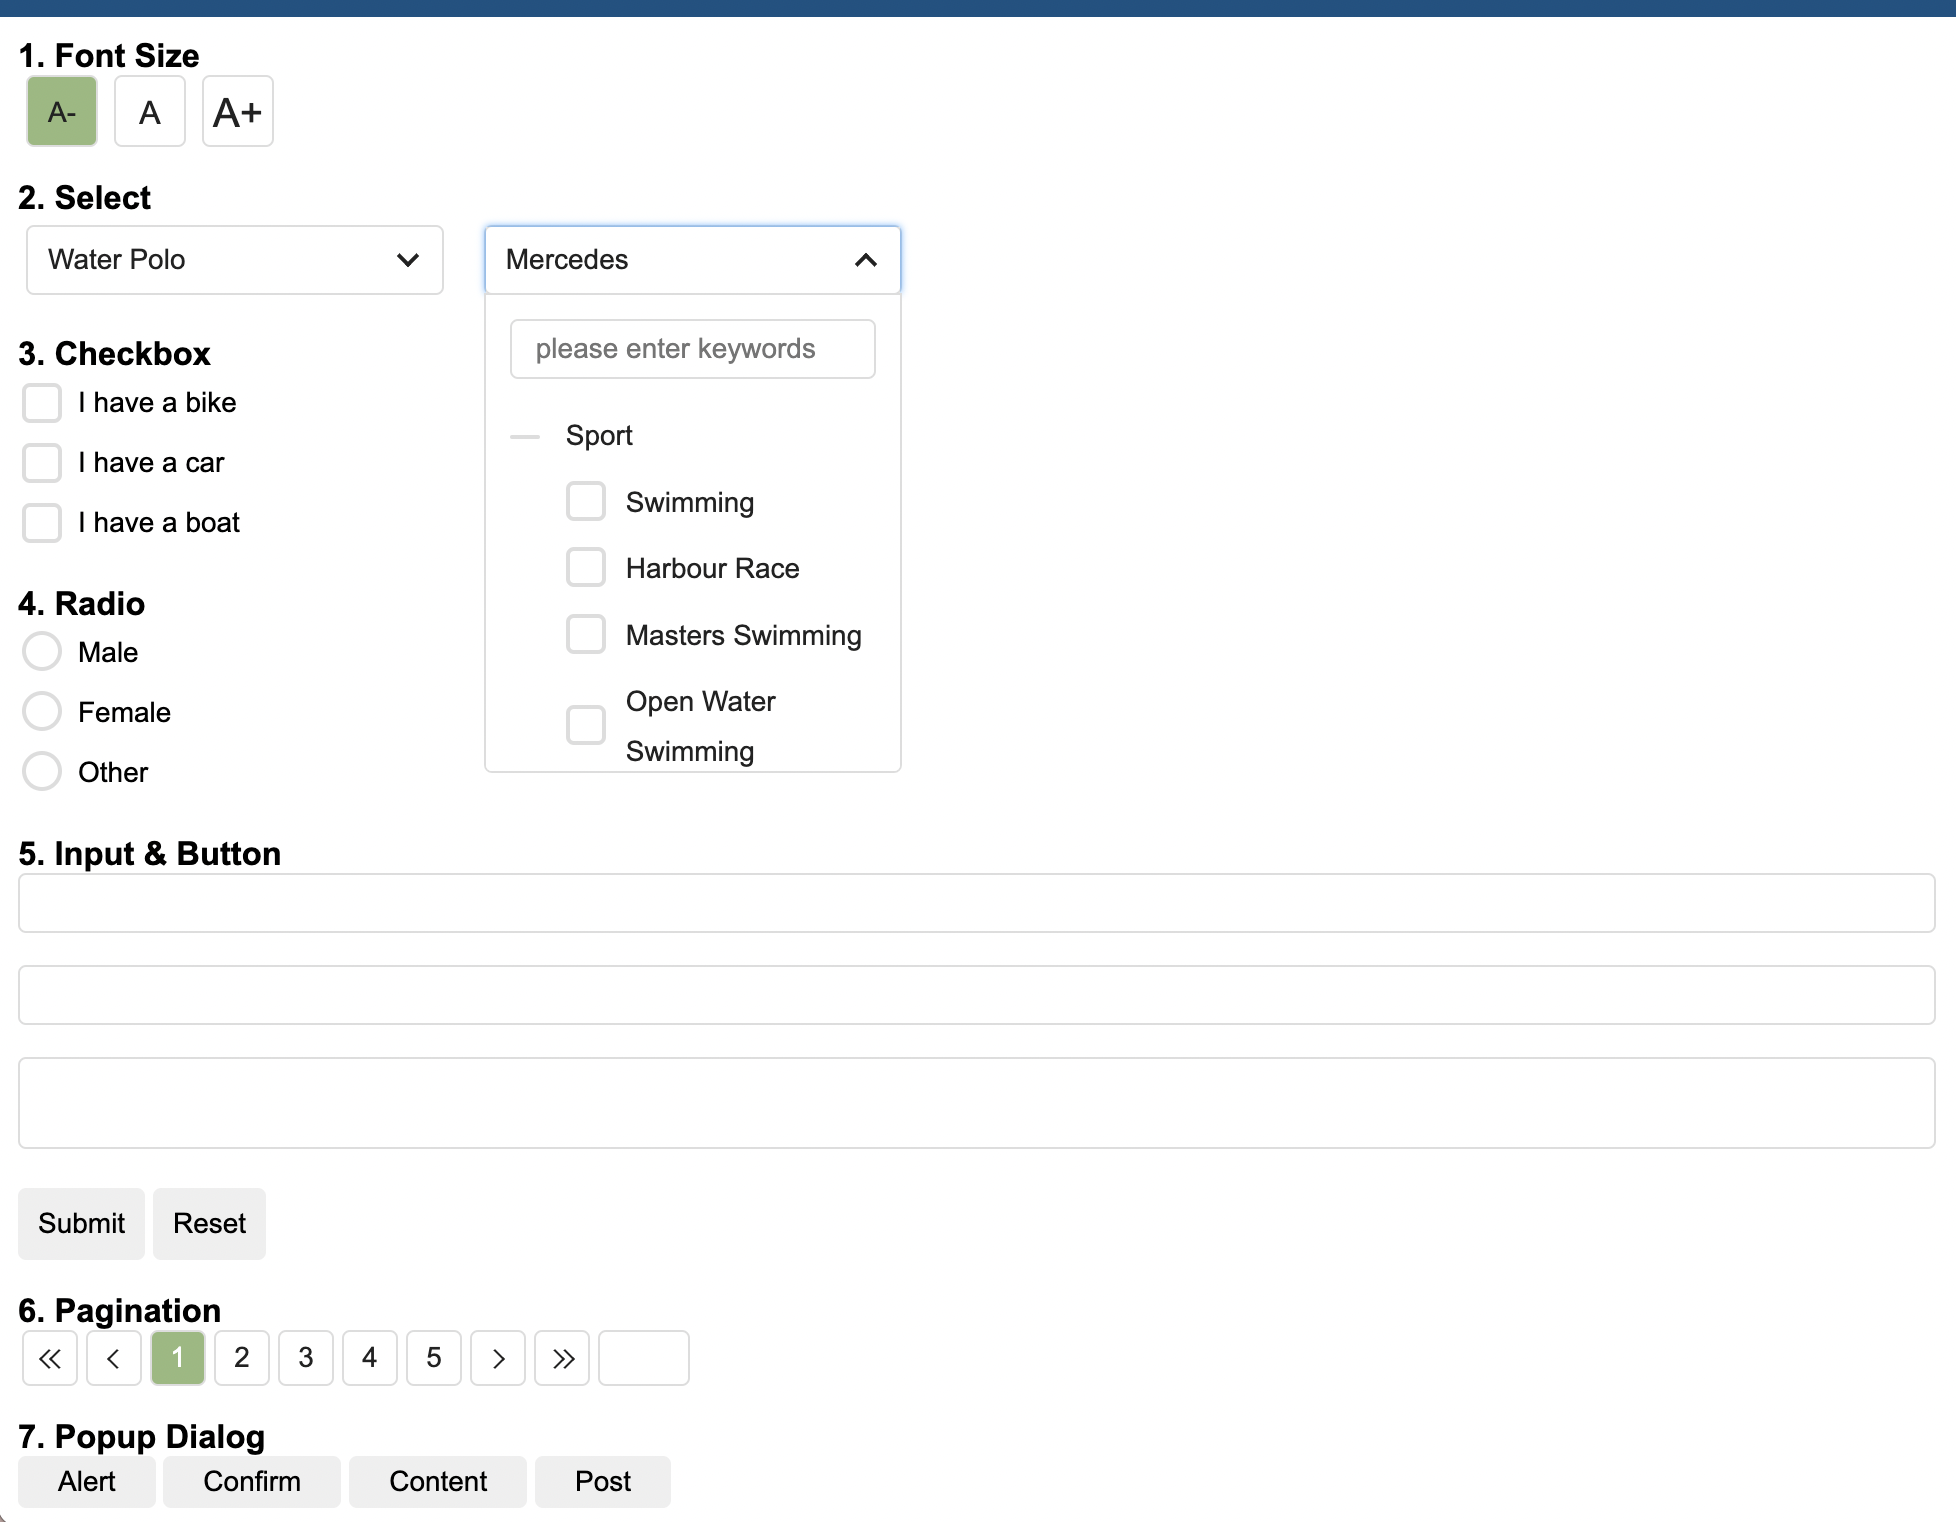 1. Font Size
A- A A+
2. Select
Water Polo
Mercedes
please enter keywords
Sport
Swimming
Harbour Race
Masters Swimming
Open Water
Swimming
3. Checkbox
I have a bike
I have a car
I have a boat
4. Radio
Male
Female
Other
5. Input & Button
Submit Reset
6. Pagination
« < 1 2 3 4 5 > »
7. Popup Dialog
Alert Confirm Content Post